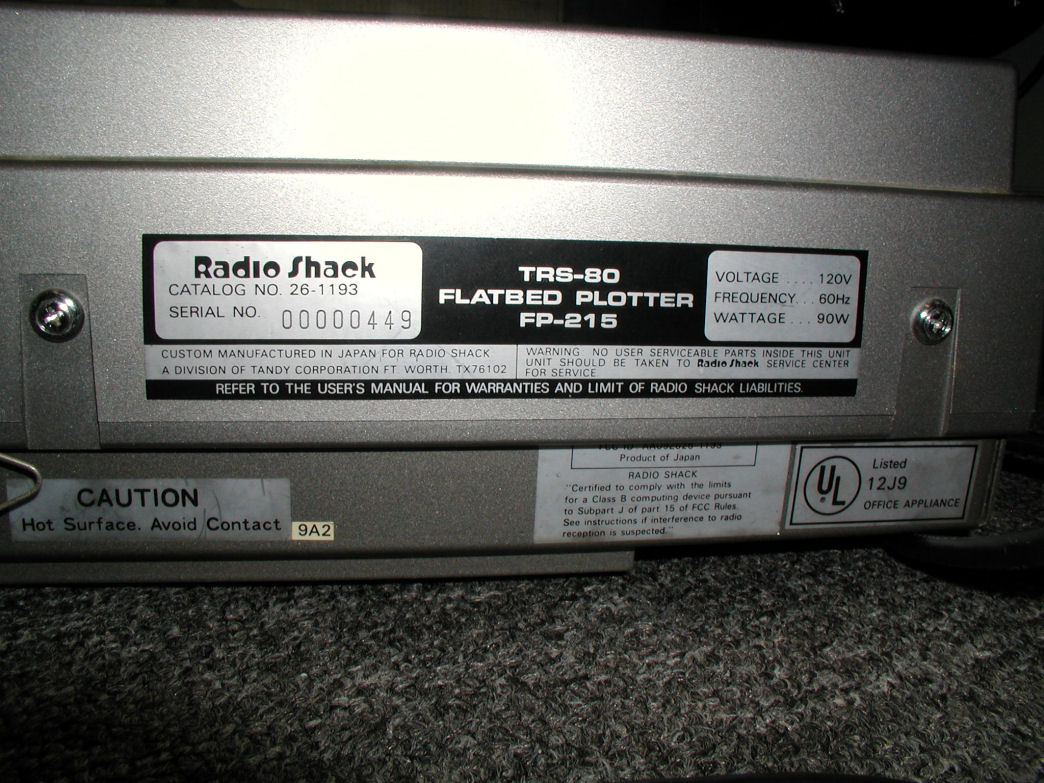 Radio Shack
CATALOG NO. 26-1193
SERIAL NO. 00000449
TRS-80
FLATBED PLOTTER
FP-215
VOLTAGE ..... 120V
FREQUENCY... 60Hz
WATTAGE ... 90W
CUSTOM MANUFACTURED IN JAPAN FOR RADIO SHACK
A DIVISION OF TANDY CORPORATION FT. WORTH, TX76102
WARNING: NO USER SERVICEABLE PARTS INSIDE THIS UNIT
UNIT SHOULD BE TAKEN TO Radio Shack SERVICE CENTER
FOR SERVICE.
REFER TO THE USER'S MANUAL FOR WARRANTIES AND LIMIT OF RADIO SHACK LIABILITIES.
CAUTION
Hot Surface. Avoid Contact
9A2
Product of Japan
RADIO SHACK
"Certified to comply with the limits
for a Class B computing device pursuant
to Subpart J of part 15 of FCC Rules.
See instructions if interference to radio
reception is suspected."
UL
Listed
12J9
OFFICE APPLIANCE